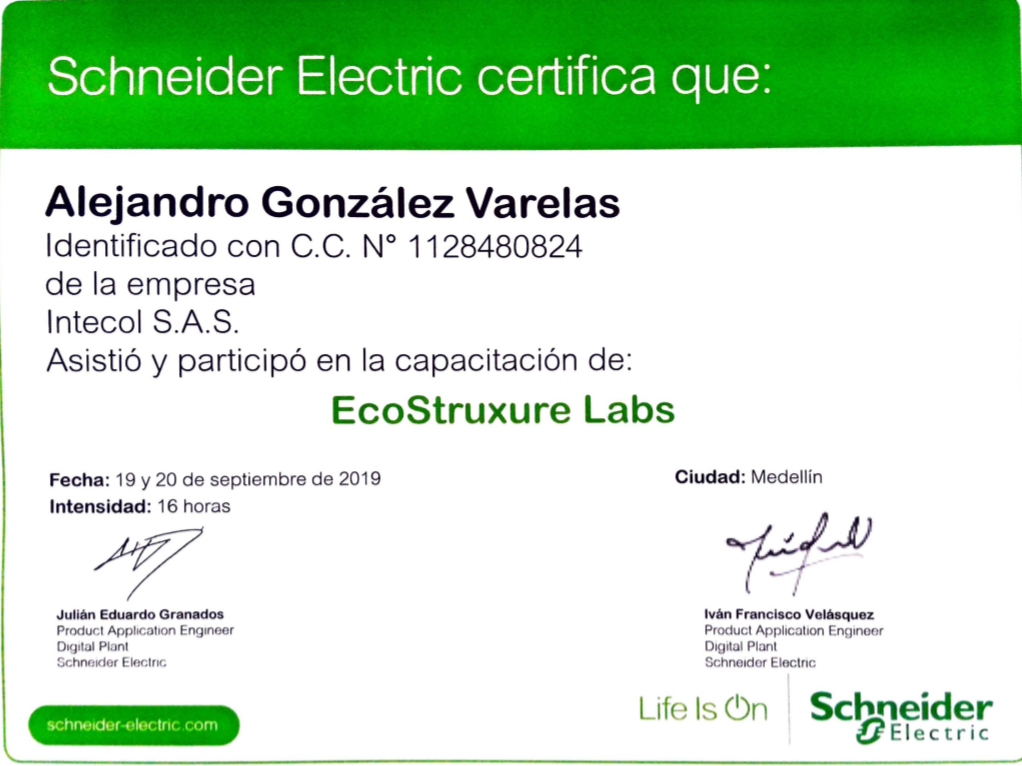 Schneider Electric certifica que:
Alejandro González Varelas
Identificado con C.C. N° 1128480824
de la empresa
Intecol S.A.S.
Asistió y participó en la capacitación de:
EcoStruxure Labs
Fecha: 19 y 20 de septiembre de 2019
Intensidad: 16 horas
Ciudad: Medellín
Julián Eduardo Granados
Product Application Engineer
Digital Plant
Schneider Electric
Iván Francisco Velásquez
Product Application Engineer
Digital Plant
Schneider Electric
schneider-electric.com
Life Is On
Schneider
Electric